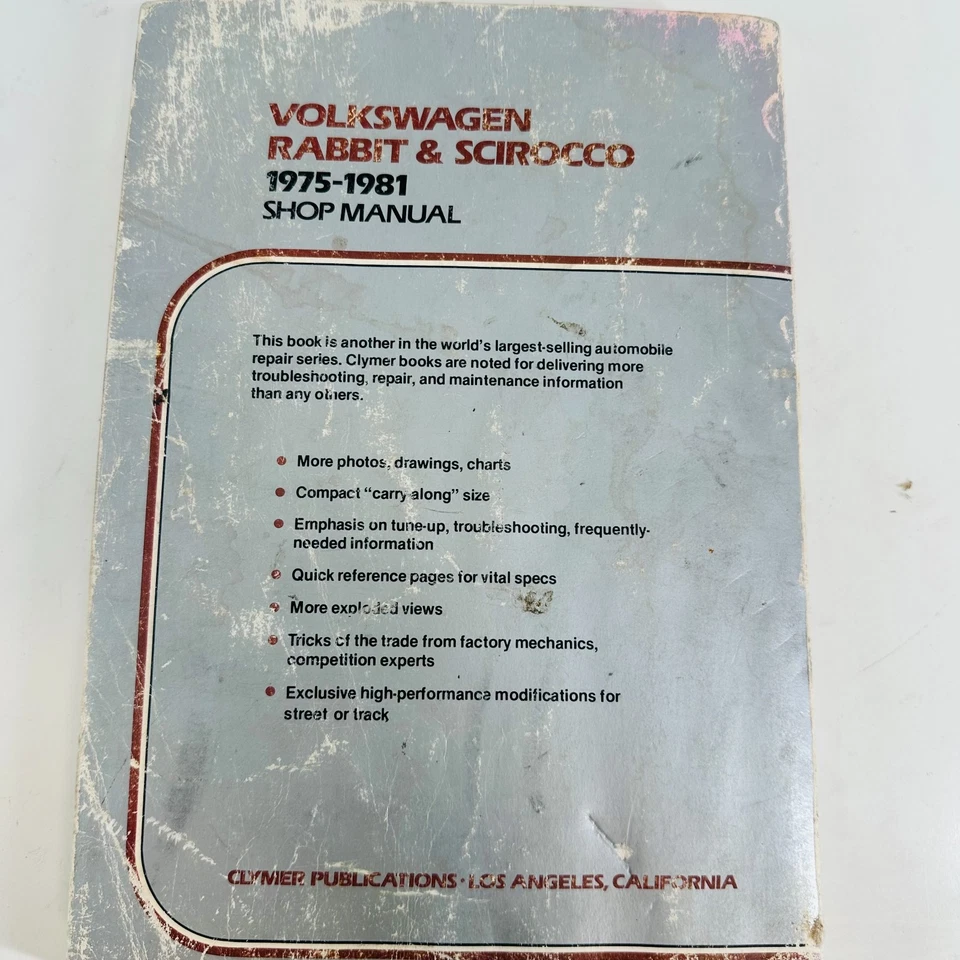 VOLKSWAGEN
RABBIT & SCIROCCO
1975-1981
SHOP MANUAL
This book is another in the world's largest-selling automobile
repair series. Clymer books are noted for delivering more
troubleshooting, repair, and maintenance information
than any others.
More photos, drawings, charts
Compact "carry along" size
Emphasis on tune-up, troubleshooting, frequently-
needed information
Quick reference pages for vital specs
More exploded views
Tricks of the trade from factory mechanics,
competition experts
Exclusive high-performance modifications for
street or track
CLYMER PUBLICATIONS · LOS ANGELES, CALIFORNIA